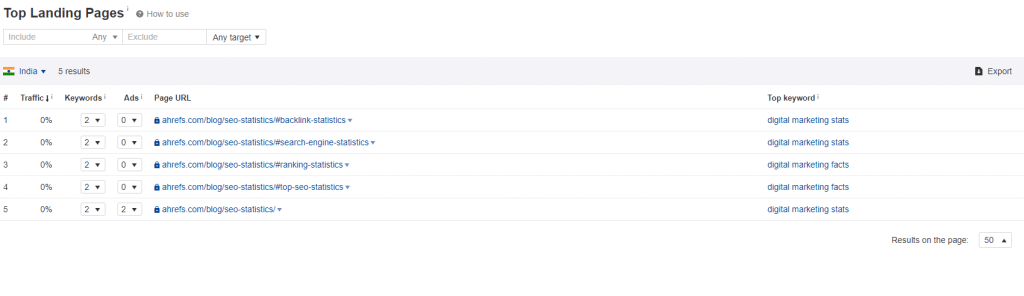 Top Landing Pages i ? How to use
Include Any Exclude Any target
India 5 results Export
# Traffic i Keywords i Ads i Page URL Top keyword i
1 0% 2 0 ahrefs.com/blog/seo-statistics/#backlink-statistics digital marketing stats
2 0% 2 0 ahrefs.com/blog/seo-statistics/#search-engine-statistics digital marketing stats
3 0% 2 0 ahrefs.com/blog/seo-statistics/#ranking-statistics digital marketing facts
4 0% 2 0 ahrefs.com/blog/seo-statistics/#top-seo-statistics digital marketing facts
5 0% 2 2 ahrefs.com/blog/seo-statistics/ digital marketing stats
Results on the page: 50